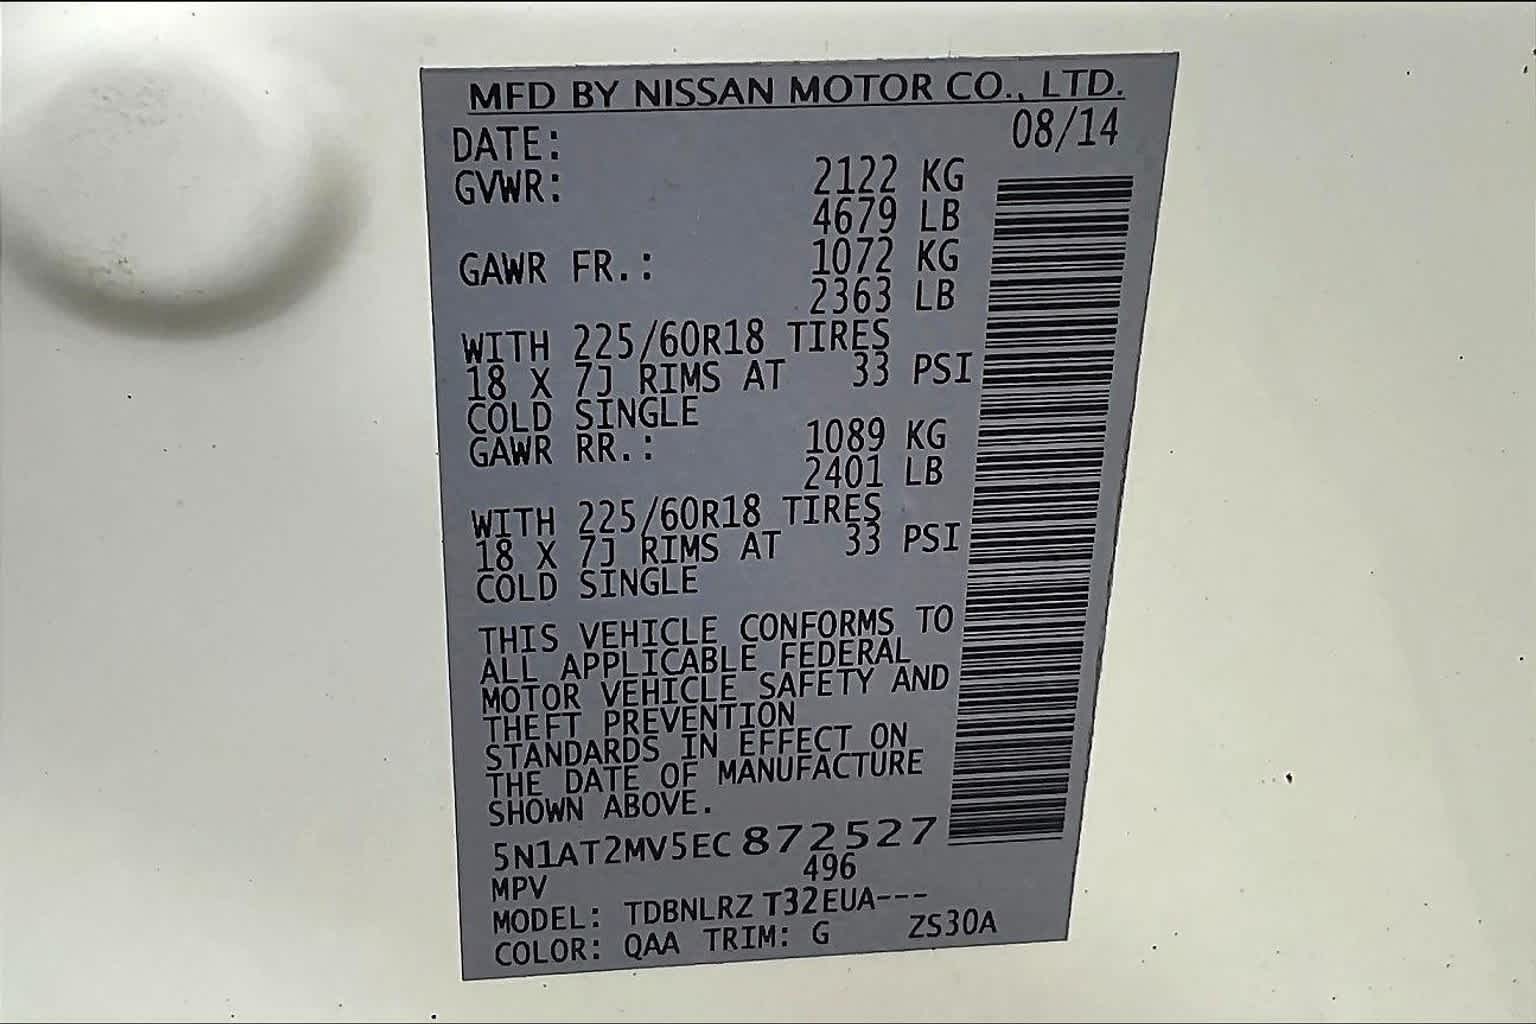 MFD BY NISSAN MOTOR CO., LTD.
DATE: 08/14
GVWR: 2122 KG
4679 LB
GAWR FR.: 1072 KG
2363 LB
WITH 225/60R18 TIRES
18 X 7J RIMS AT 33 PSI
COLD SINGLE
GAWR RR.: 1089 KG
2401 LB
WITH 225/60R18 TIRES
18 X 7J RIMS AT 33 PSI
COLD SINGLE
THIS VEHICLE CONFORMS TO
ALL APPLICABLE FEDERAL
MOTOR VEHICLE SAFETY AND
THEFT PREVENTION
STANDARDS IN EFFECT ON
THE DATE OF MANUFACTURE
SHOWN ABOVE.
5N1AT2MV5EC872527
MPV 496
MODEL: TDBNLRZ T32EUA---
COLOR: QAA TRIM: G ZS30A